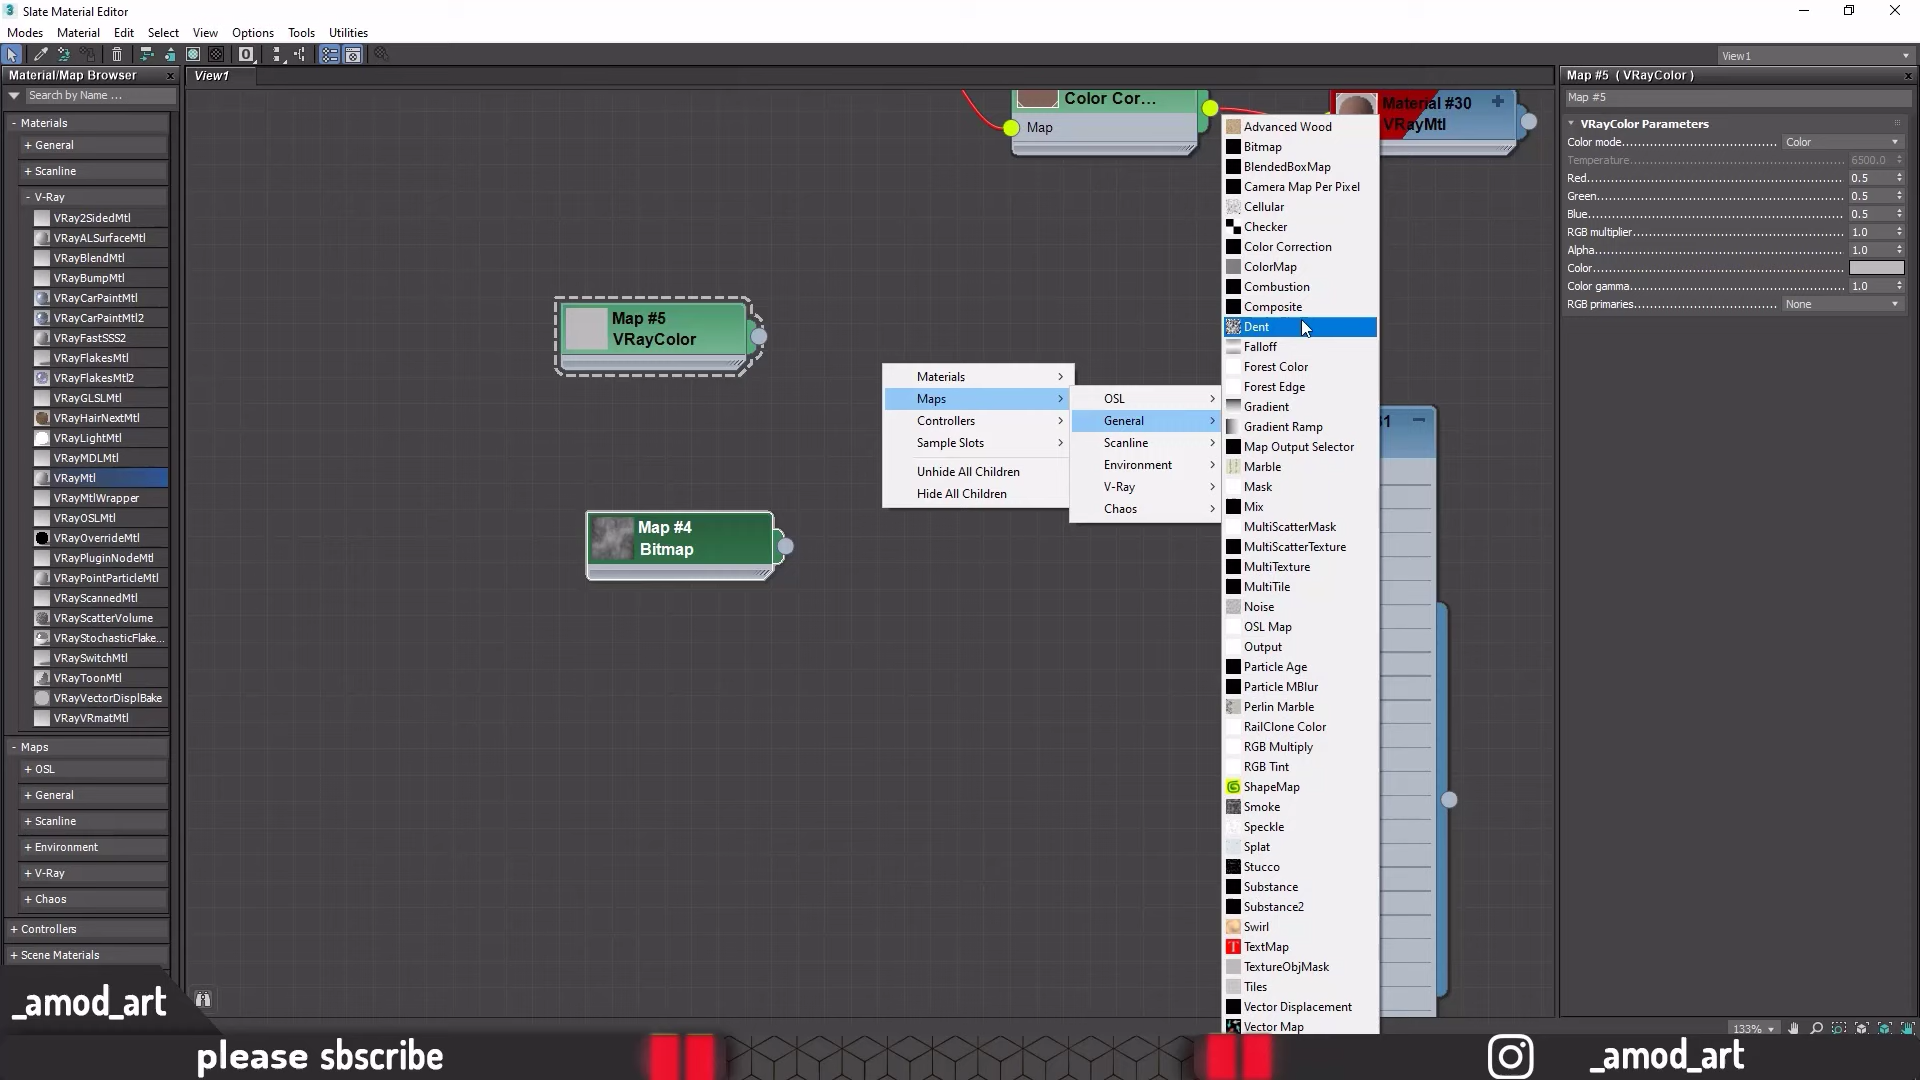 Slate Material Editor
Modes Material Edit Select View Options Tools Utilities
View1
Material/Map Browser
Search by Name ...
- Materials
+ General
+ Scanline
- V-Ray
VRay2SidedMtl
VRayALSurfaceMtl
VRayBlendMtl
VRayBumpMtl
VRayCarPaintMtl
VRayCarPaintMtl2
VRayFastSSS2
VRayFlakesMtl
VRayFlakesMtl2
VRayGLSLMtl
VRayHairNextMtl
VRayLightMtl
VRayMDLMtl
VRayMtl
VRayMtlWrapper
VRayOSLMtl
VRayOverrideMtl
VRayPluginNodeMtl
VRayPointParticleMtl
VRayScannedMtl
VRayScatterVolume
VRayStochasticFlake...
VRaySwitchMtl
VRayToonMtl
VRayVectorDisplBake
VRayVRmatMtl
- Maps
+ OSL
+ General
+ Scanline
+ Environment
+ V-Ray
+ Chaos
+ Controllers
+ Scene Materials
View1
Color Cor...
Map
Material #30
VRayMtl
Map #5
VRayColor
Map #4
Bitmap
Materials
Maps
Controllers
Sample Slots
Unhide All Children
Hide All Children
OSL
General
Scanline
Environment
V-Ray
Chaos
Advanced Wood
Bitmap
BlendedBoxMap
Camera Map Per Pixel
Cellular
Checker
Color Correction
ColorMap
Combustion
Composite
Dent
Falloff
Forest Color
Forest Edge
Gradient
Gradient Ramp
Map Output Selector
Marble
Mask
Mix
MultiScatterMask
MultiScatterTexture
MultiTexture
MultiTile
Noise
OSL Map
Output
Particle Age
Particle MBlur
Perlin Marble
RailClone Color
RGB Multiply
RGB Tint
ShapeMap
Smoke
Speckle
Splat
Stucco
Substance
Substance2
Swirl
TextMap
TextureObjMask
Tiles
Vector Displacement
Vector Map
Map #5 ( VRayColor )
Map #5
VRayColor Parameters
Color mode Color
Temperature 6500.0
Red 0.5
Green 0.5
Blue 0.5
RGB multiplier 1.0
Alpha 1.0
Color
Color gamma 1.0
RGB primaries None
133%
_amod_art
please sbscribe
_amod_art